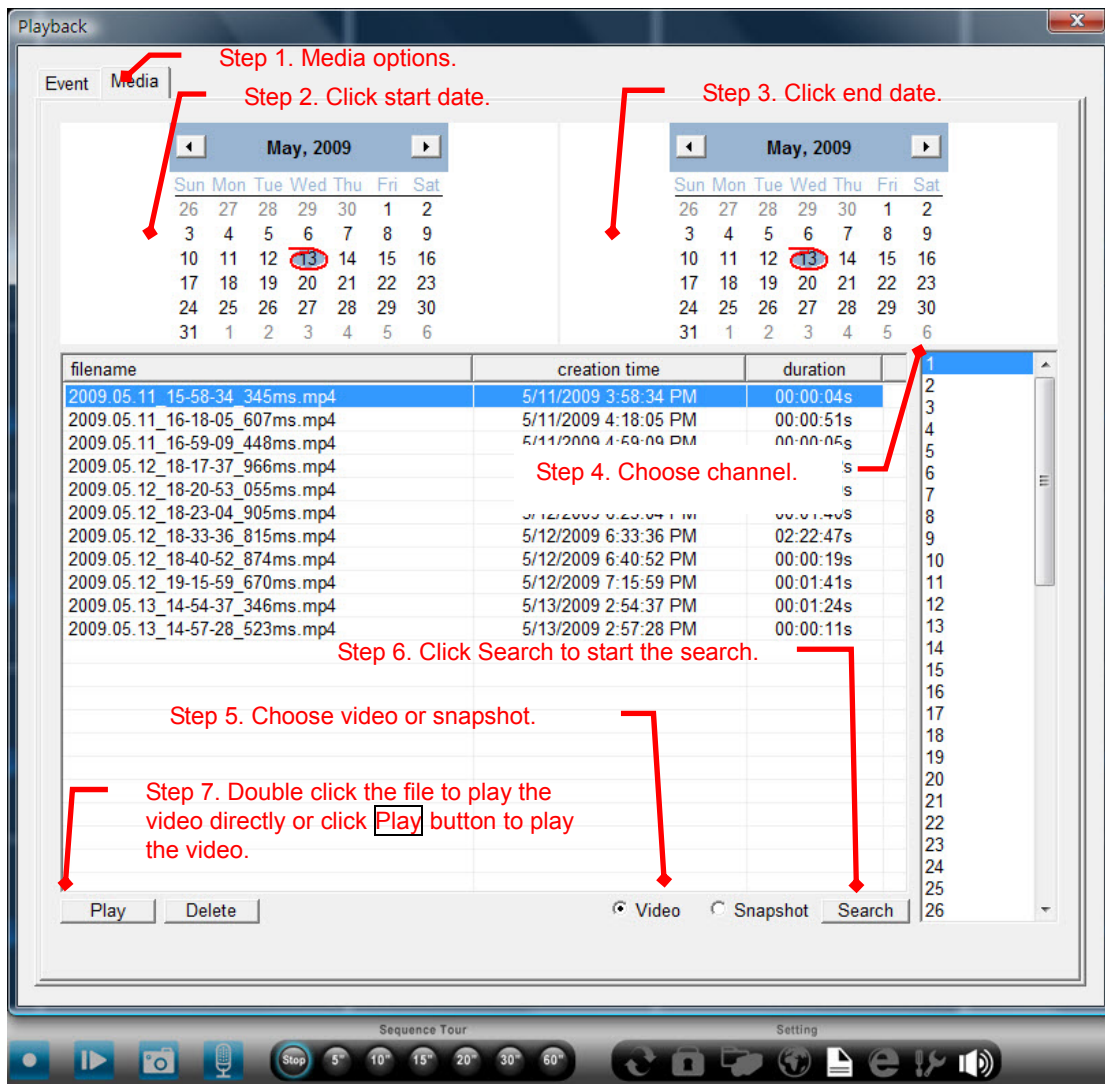 Playback
Step 1. Media options.
Event Media
Step 2. Click start date.
Step 3. Click end date.
May, 2009
Sun Mon Tue Wed Thu Fri Sat
26 27 28 29 30 1 2
3 4 5 6 7 8 9
10 11 12 13 14 15 16
17 18 19 20 21 22 23
24 25 26 27 28 29 30
31 1 2 3 4 5 6
May, 2009
Sun Mon Tue Wed Thu Fri Sat
26 27 28 29 30 1 2
3 4 5 6 7 8 9
10 11 12 13 14 15 16
17 18 19 20 21 22 23
24 25 26 27 28 29 30
31 1 2 3 4 5 6
filename creation time duration
2009.05.11_15-58-34_345ms.mp4 5/11/2009 3:58:34 PM 00:00:04s
2009.05.11_16-18-05_607ms.mp4 5/11/2009 4:18:05 PM 00:00:51s
2009.05.11_16-59-09_448ms.mp4 5/11/2009 4:59:09 PM 00:00:05s
2009.05.12_18-17-37_966ms.mp4
2009.05.12_18-20-53_055ms.mp4
2009.05.12_18-23-04_905ms.mp4
2009.05.12_18-33-36_815ms.mp4 5/12/2009 6:33:36 PM 02:22:47s
2009.05.12_18-40-52_874ms.mp4 5/12/2009 6:40:52 PM 00:00:19s
2009.05.12_19-15-59_670ms.mp4 5/12/2009 7:15:59 PM 00:01:41s
2009.05.13_14-54-37_346ms.mp4 5/13/2009 2:54:37 PM 00:01:24s
2009.05.13_14-57-28_523ms.mp4 5/13/2009 2:57:28 PM 00:00:11s
Step 4. Choose channel.
1
2
3
4
5
6
7
8
9
10
11
12
13
14
15
16
17
18
19
20
21
22
23
24
25
26
Step 6. Click Search to start the search.
Step 5. Choose video or snapshot.
Step 7. Double click the file to play the
video directly or click Play button to play
the video.
Play Delete Video Snapshot Search
Sequence Tour Setting
Stop 5" 10" 15" 20" 30" 60"